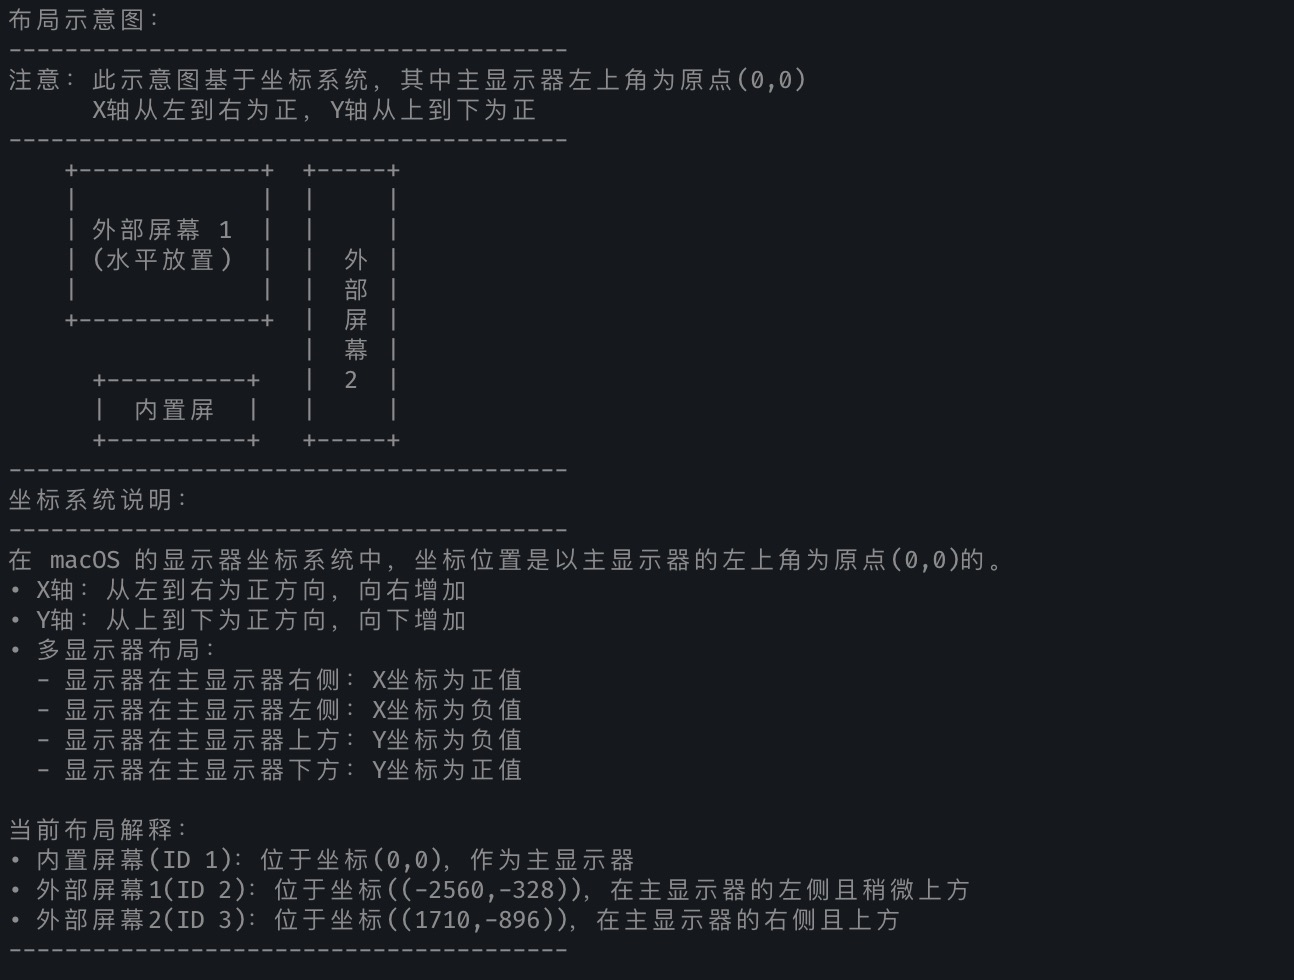 布局示意图:
----------------------------------------
注意: 此示意图基于坐标系统, 其中主显示器左上角为原点(0,0)
      X轴从左到右为正, Y轴从上到下为正
----------------------------------------
    +-------------+  +-----+
    |             |  |     |
    | 外部屏幕 1  |  |     |
    | (水平放置)  |  |  外 |
    |             |  |  部 |
    +-------------+  |  屏 |
                     |  幕 |
      +----------+   |  2  |
      |  内置屏  |   |     |
      +----------+   +-----+
----------------------------------------
坐标系统说明:
----------------------------------------
在 macOS 的显示器坐标系统中, 坐标位置是以主显示器的左上角为原点(0,0)的。
• X轴: 从左到右为正方向, 向右增加
• Y轴: 从上到下为正方向, 向下增加
• 多显示器布局:
  - 显示器在主显示器右侧: X坐标为正值
  - 显示器在主显示器左侧: X坐标为负值
  - 显示器在主显示器上方: Y坐标为负值
  - 显示器在主显示器下方: Y坐标为正值

当前布局解释:
• 内置屏幕(ID 1): 位于坐标(0,0), 作为主显示器
• 外部屏幕1(ID 2): 位于坐标((-2560,-328)), 在主显示器的左侧且稍微上方
• 外部屏幕2(ID 3): 位于坐标((1710,-896)), 在主显示器的右侧且上方
----------------------------------------